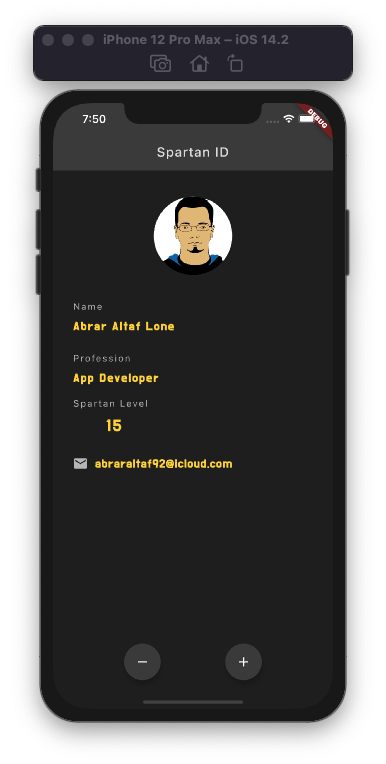 iPhone 12 Pro Max – iOS 14.2
7:50
DEBUG
Spartan ID
Name
Abrar Altaf Lone
Profession
App Developer
Spartan Level
15
abraraltaf92@icloud.com
− +